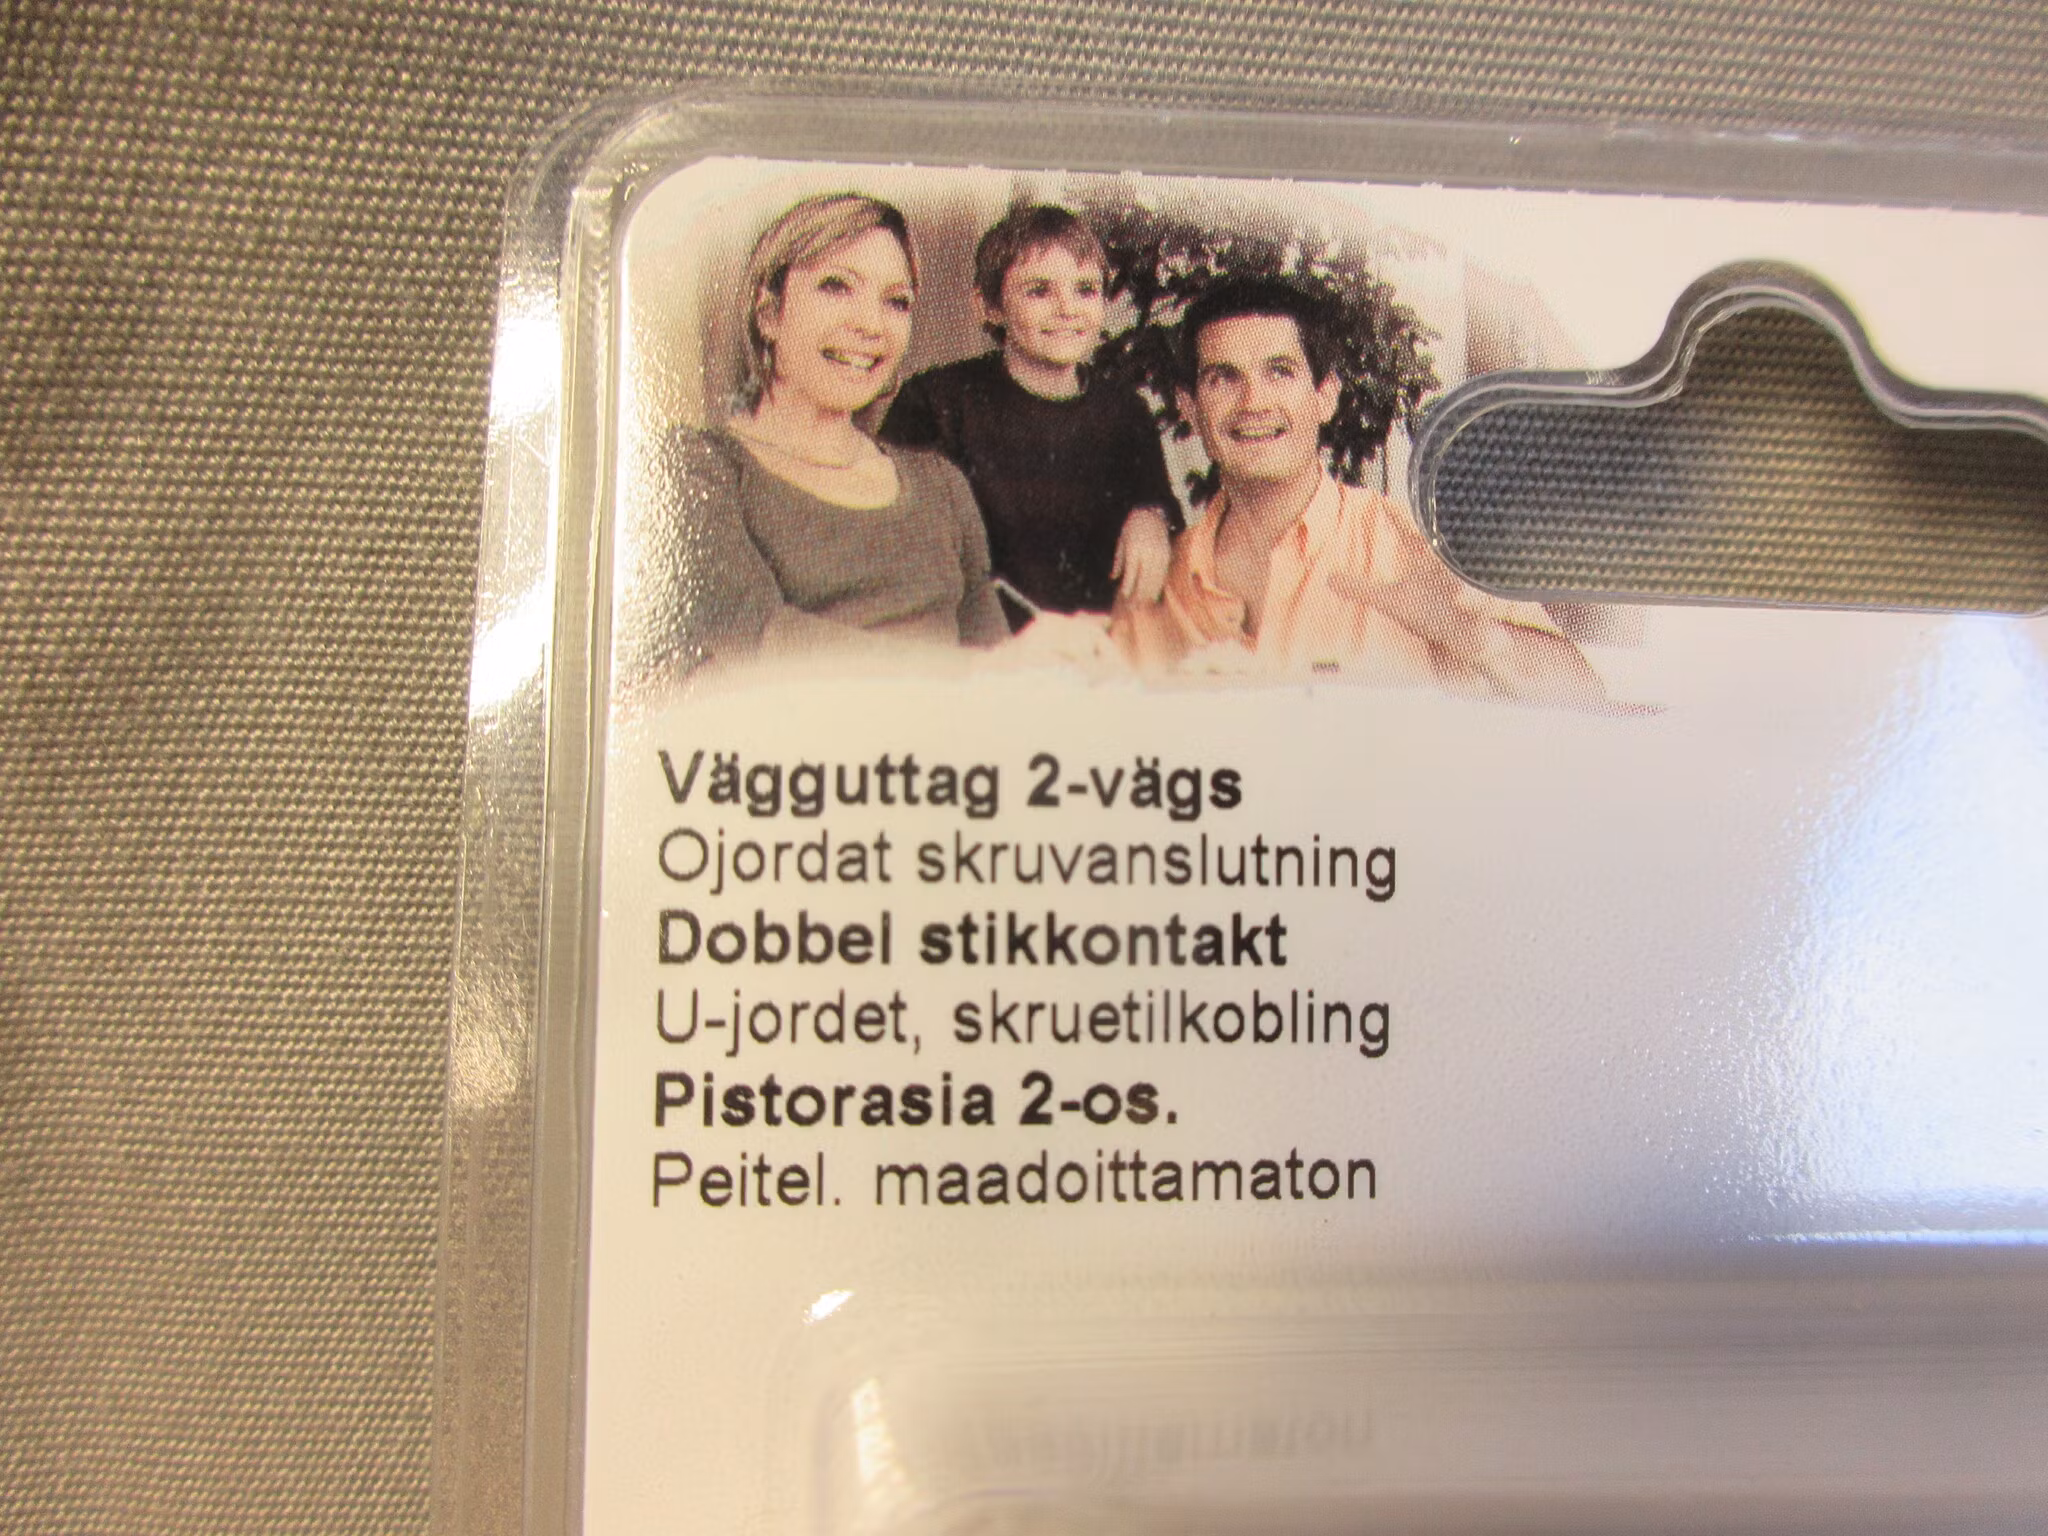 Vägguttag 2-vägs
Ojordat skruvanslutning
Dobbel stikkontakt
U-jordet, skruetilkobling
Pistorasia 2-os.
Peitel. maadoittamaton